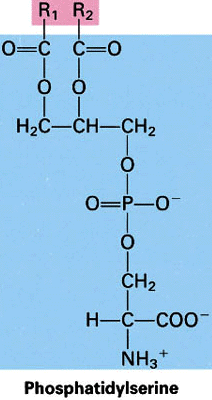 R₁ R₂
O=C C=O
O O
H₂C—CH—CH₂
O
O=P—O⁻
O
CH₂
H—C—COO⁻
NH₃⁺
Phosphatidylserine